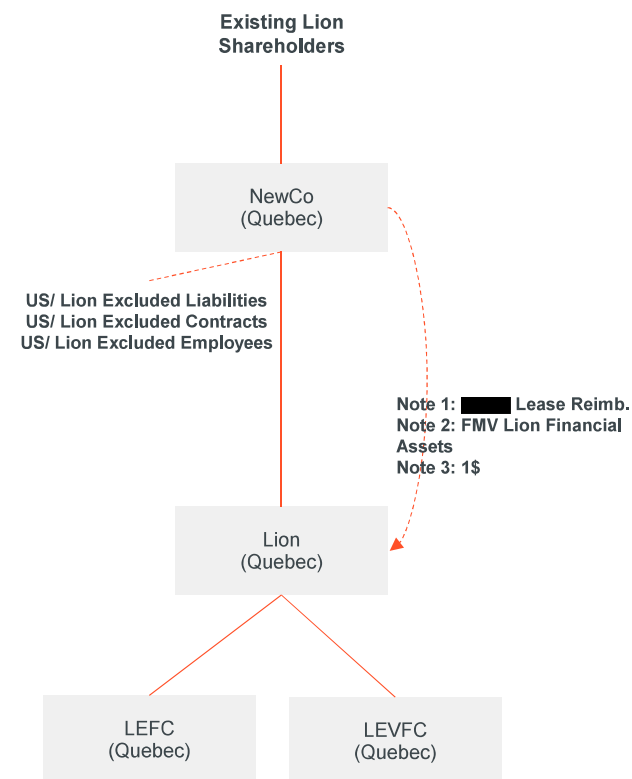 Existing Lion
Shareholders
NewCo
(Quebec)
US/ Lion Excluded Liabilities
US/ Lion Excluded Contracts
US/ Lion Excluded Employees
Note 1: Lease Reimb.
Note 2: FMV Lion Financial
Assets
Note 3: 1$
Lion
(Quebec)
LEFC
(Quebec)
LEVFC
(Quebec)